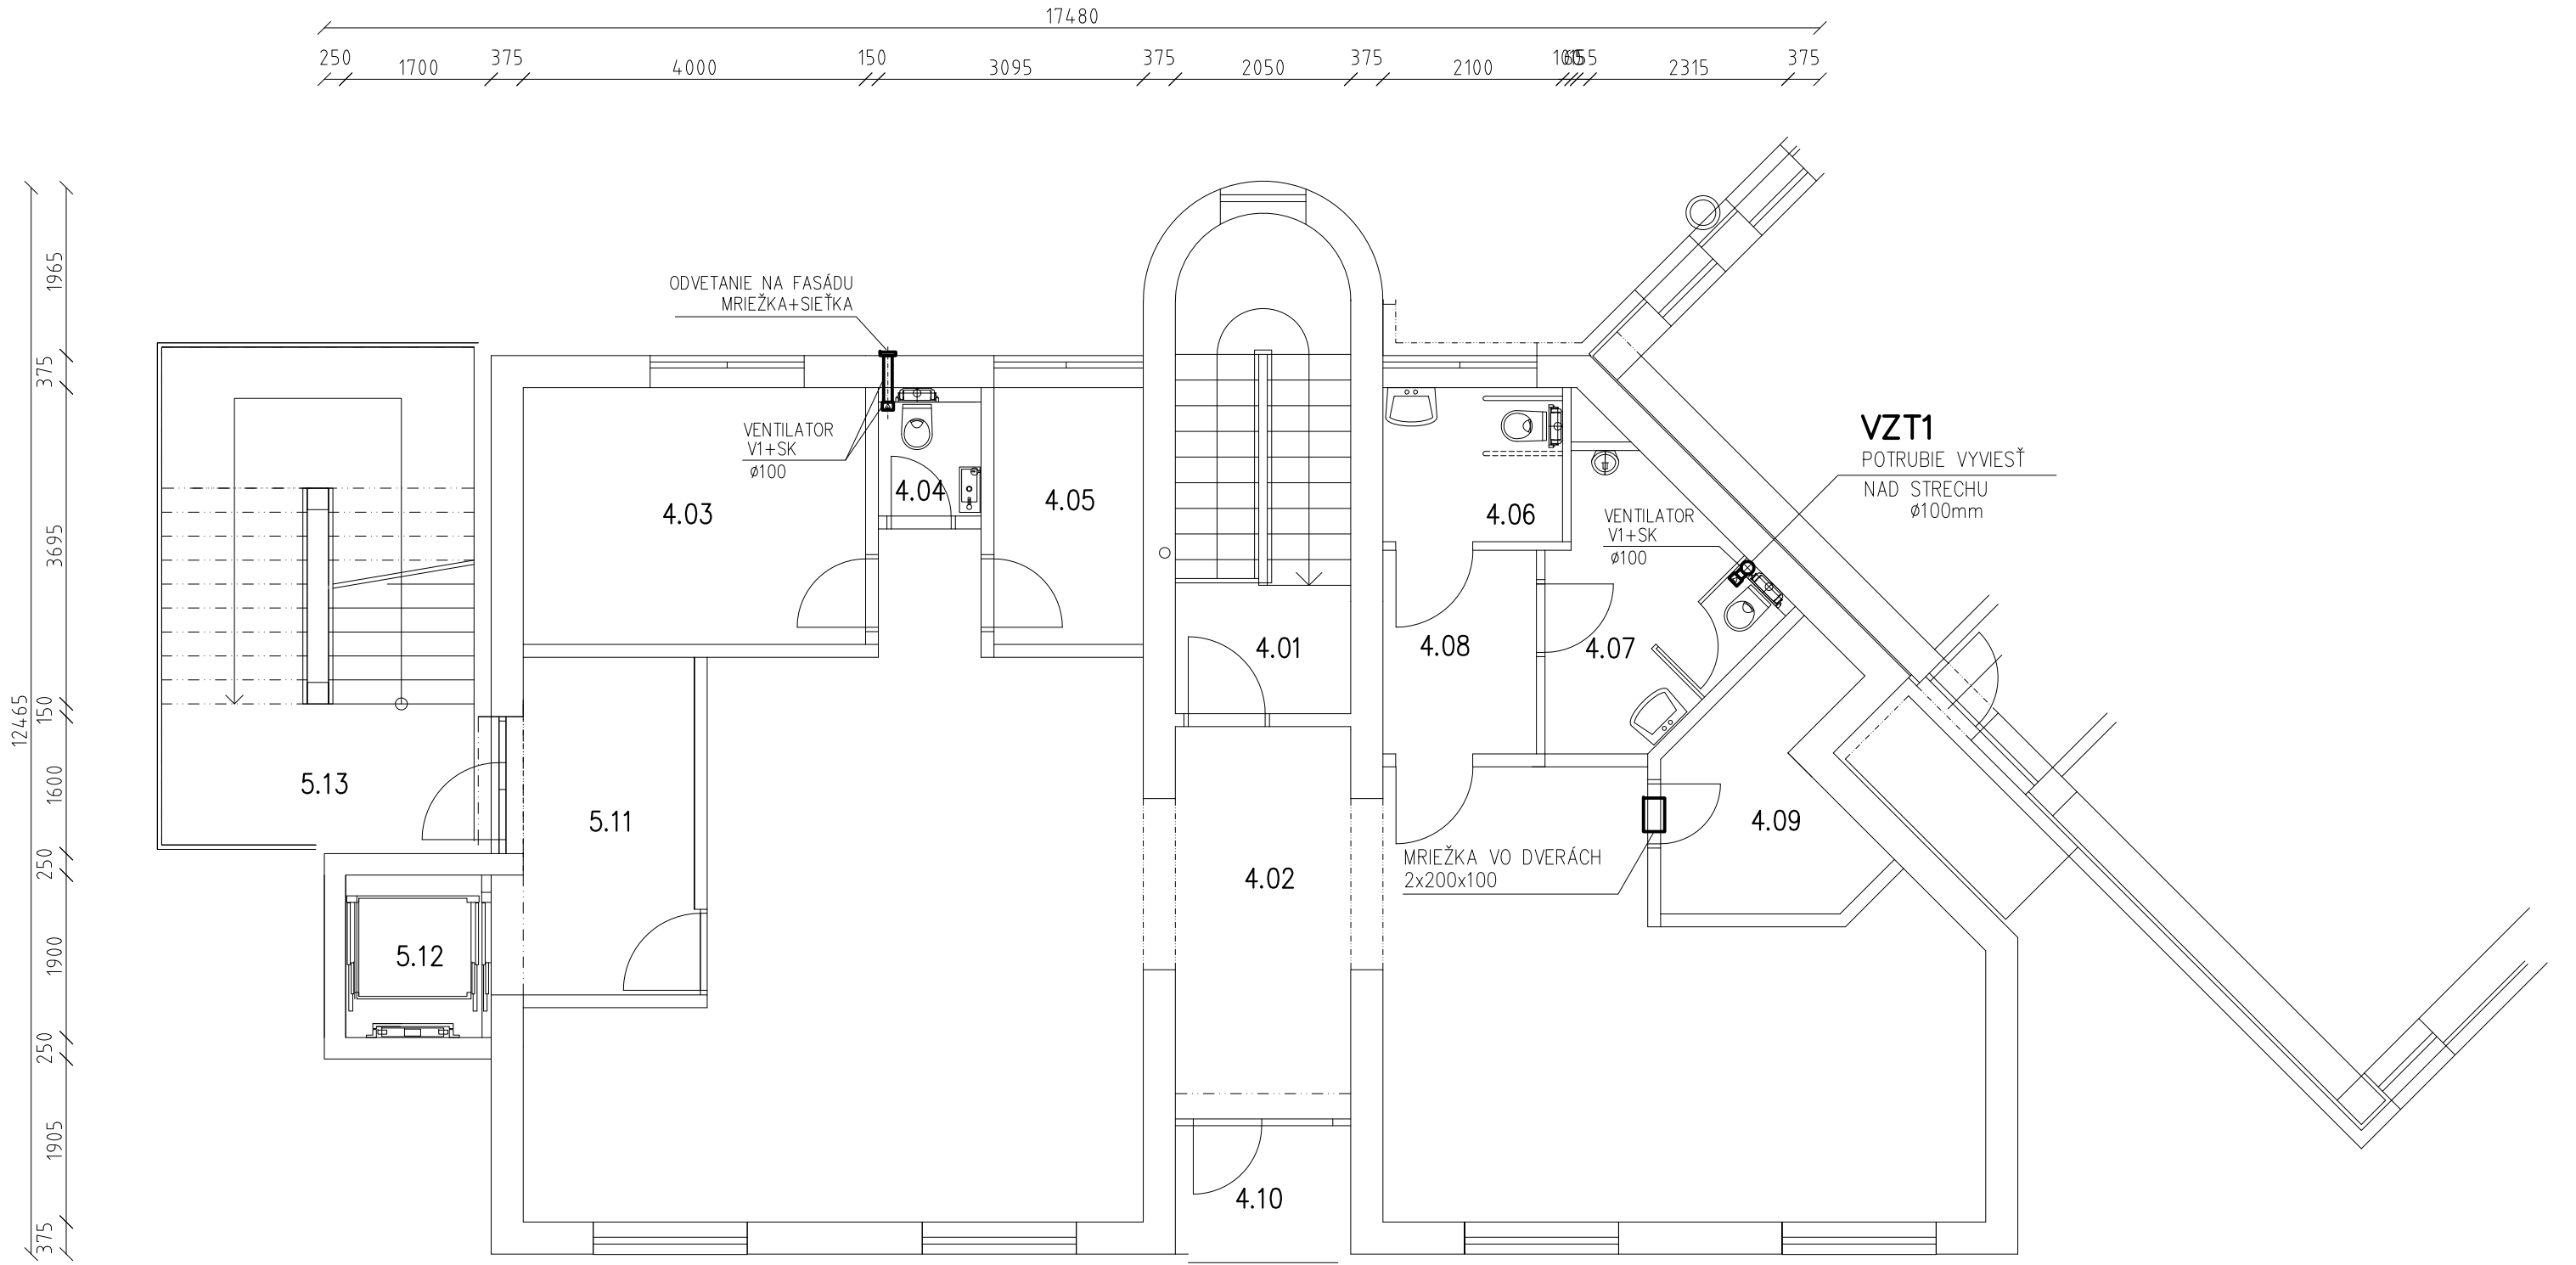 17480
250
1700
375
4000
150
3095
375
2050
375
2100
2315
375
12465
1965
375
3695
150
1600
250
1900
250
1905
375
ODVETANIE NA FASÁDU
MRIEŽKA+SIEŤKA
VENTILATOR
V1+SK
ø100
4.03
4.04
4.05
4.06
VZT1
POTRUBIE VYVIESŤ
NAD STRECHU
ø100mm
VENTILATOR
V1+SK
ø100
4.01
4.08
4.07
5.13
5.11
4.09
MRIEŽKA VO DVERÁCH
2x200x100
4.02
5.12
4.10